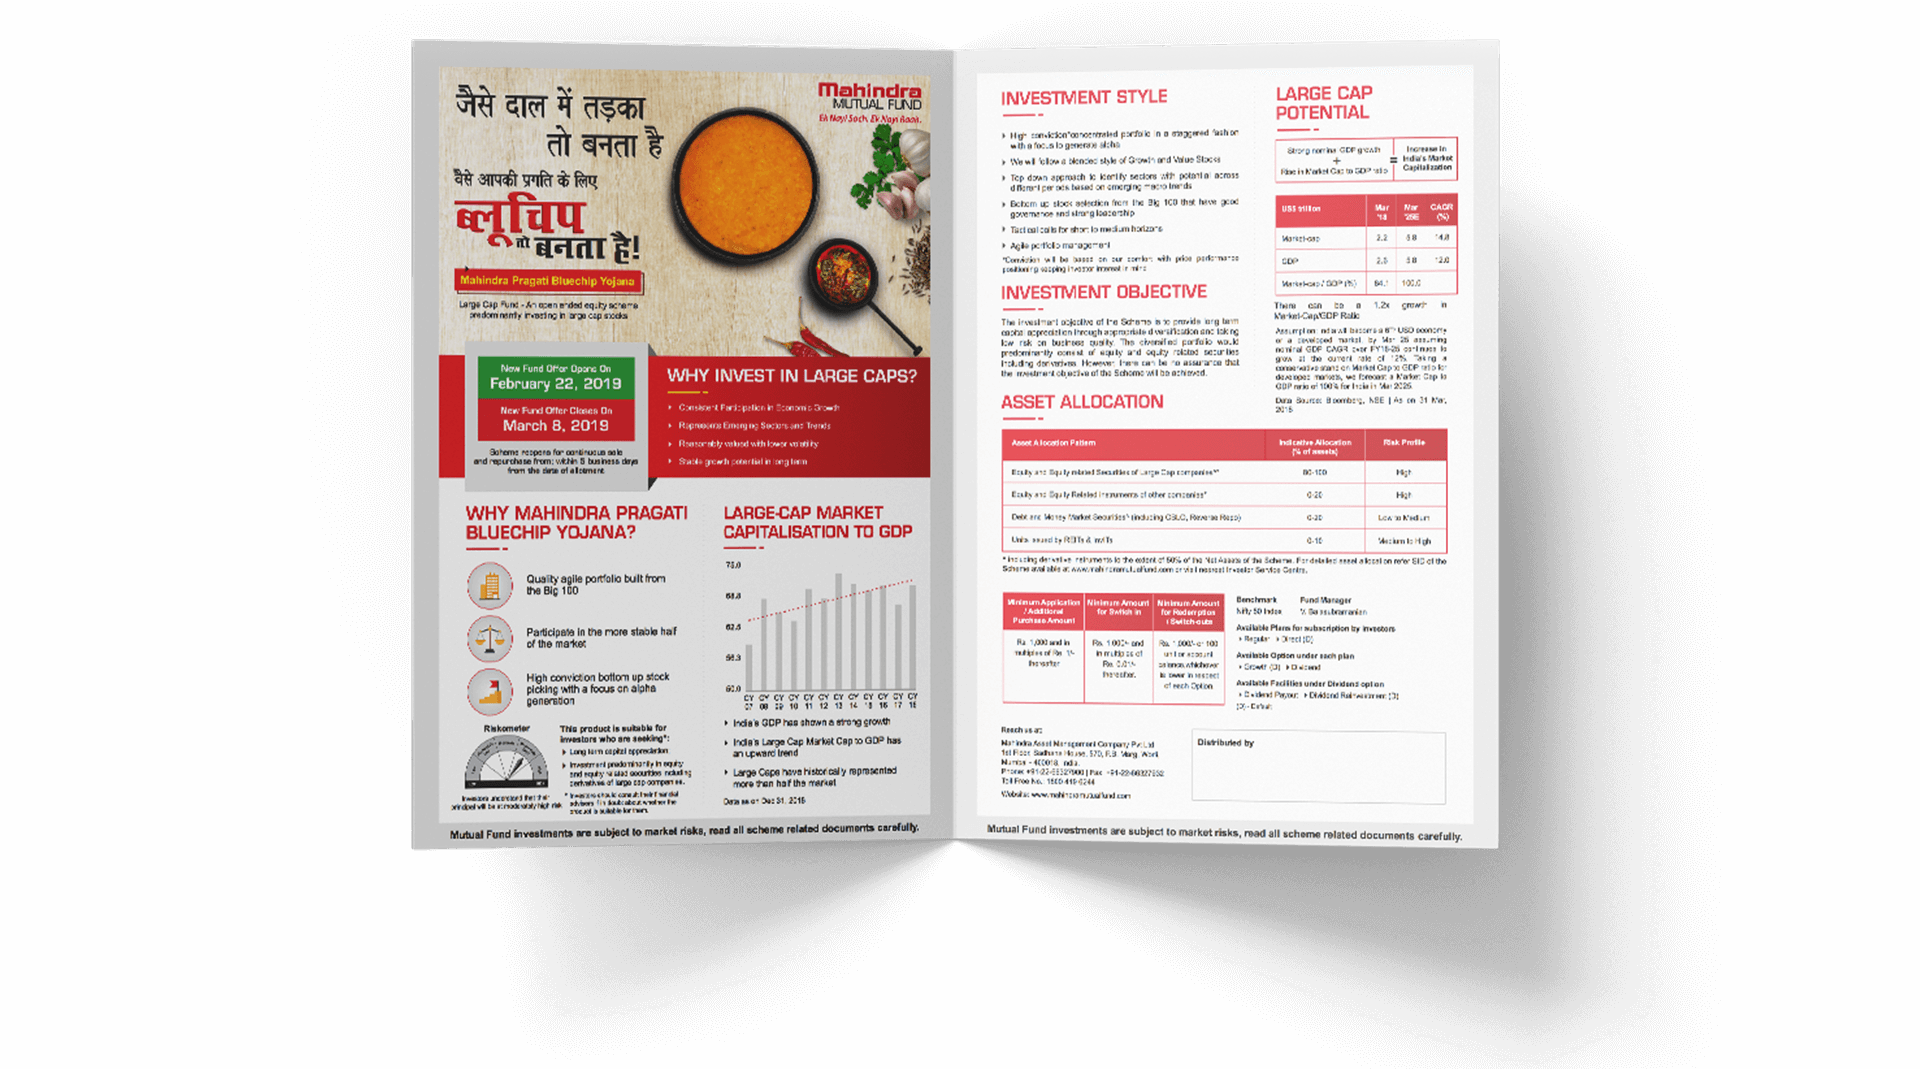 जैसे दाल में तड़का
तो बनता है
वैसे आपकी प्रगति के लिए
ब्लूचिप
तो बनता है!
Mahindra Pragati Bluechip Yojana
Large Cap Fund - An open ended equity scheme
predominantly investing in large cap stocks
Mahindra
MUTUAL FUND
Ek Nayi Soch. Ek Nayi Raah.
New Fund Offer Opens On
February 22, 2019
New Fund Offer Closes On
March 8, 2019
Scheme reopens for continuous sale
and repurchase from: within 5 business days
from the date of allotment
WHY INVEST IN LARGE CAPS?
Consistent Participation in Economic Growth
Represents Emerging Sectors and Trends
Reasonably valued with lower volatility
Stable growth potential in long term
WHY MAHINDRA PRAGATI
BLUECHIP YOJANA?
Quality agile portfolio built from
the Big 100
Participate in the more stable half
of the market
High conviction bottom up stock
picking with a focus on alpha
generation
Riskometer
Investors understand that their
principal will be at moderately high risk
This product is suitable for
investors who are seeking*:
Long term capital appreciation
Investment predominantly in equity
and equity related securities including
derivatives of large cap companies.
* Investors should consult their financial
advisers if in doubt about whether the
product is suitable for them.
LARGE-CAP MARKET
CAPITALISATION TO GDP
75.0
68.8
62.5
56.3
50.0
CY CY CY CY CY CY CY CY CY CY CY CY
07 08 09 10 11 12 13 14 15 16 17 18
India's GDP has shown a strong growth
India's Large Cap Market Cap to GDP has
an upward trend
Large Caps have historically represented
more than half the market
Data as on Dec 31, 2018
Mutual Fund investments are subject to market risks, read all scheme related documents carefully.
INVESTMENT STYLE
High conviction*concentrated portfolio in a staggered fashion
with a focus to generate alpha
We will follow a blended style of Growth and Value Stocks
Top down approach to identify sectors with potential across
different periods based on emerging macro trends
Bottom up stock selection from the Big 100 that have good
governance and strong leadership
Tactical calls for short to medium horizons
Agile portfolio management
*Conviction will be based on our comfort with price performance
positioning keeping investor interest in mind
INVESTMENT OBJECTIVE
The investment objective of the Scheme is to provide long term
capital appreciation through appropriate diversification and taking
low risk on business quality. The diversified portfolio would
predominantly consist of equity and equity related securities
including derivatives. However, there can be no assurance that
the investment objective of the Scheme will be achieved.
LARGE CAP
POTENTIAL
Strong nominal GDP growth
+
Rise in Market Cap to GDP ratio
=
Increase in
India's Market
Capitalization
US$ trillion Mar '18 Mar '25E CAGR (%)
Market-cap 2.2 5.8 14.8
GDP 2.6 5.8 12.0
Market-cap / GDP (%) 84.1 100.0
There can be a 1.2x growth in
Market-Cap/GDP Ratio
Assumption: India will become a 6Tn USD economy
or a developed market, by Mar 25 assuming
nominal GDP CAGR over FY18-25 continues to
grow at the current rate of 12%. Taking a
conservative stand on Market Cap to GDP ratio for
developed markets, we forecast a Market Cap to
GDP ratio of 100% for India in Mar 2025.
Data Source: Bloomberg, NSE | As on 31 Mar,
2018
ASSET ALLOCATION
Asset Allocation Pattern Indicative Allocation (% of assets) Risk Profile
Equity and Equity related Securities of Large Cap companies^* 80-100 High
Equity and Equity Related Instruments of other companies* 0-20 High
Debt and Money Market Securities (including CBLO, Reverse Repo) 0-20 Low to Medium
Units issued by REITs & InvITs 0-10 Medium to High
* Including derivative instruments to the extent of 50% of the Net Assets of the Scheme. For detailed asset allocation refer SID of the
Scheme available at www.mahindramutualfund.com or visit nearest Investor Service Centre.
Minimum Application
/ Additional
Purchase Amount
Rs. 1,000 and in
multiples of Re. 1/-
thereafter
Minimum Amount
for Switch in
Rs. 1,000/- and
in multiples of
Re. 0.01/-
thereafter.
Minimum Amount
for Redemption
/ Switch-outs
Rs. 1,000/- or 100
unit or account
balance, whichever
is lower in respect
of each Option
Benchmark Fund Manager
Nifty 50 Index V. Balasubramanian
Available Plans for subscription by investors
Regular Direct (D)
Available Option under each plan
Growth (D) Dividend
Available Facilities under Dividend option
Dividend Payout Dividend Reinvestment (D)
(D)- Default
Reach us at:
Mahindra Asset Management Company Pvt Ltd
1st Floor, Sadhana House, 570, P.B. Marg, Worli
Mumbai - 400018, India.
Phone: +91-22-66327900 | Fax: +91-22-66327932
Toll Free No.: 1800 419 6244
Website: www.mahindramutualfund.com
Distributed by
Mutual Fund investments are subject to market risks, read all scheme related documents carefully.